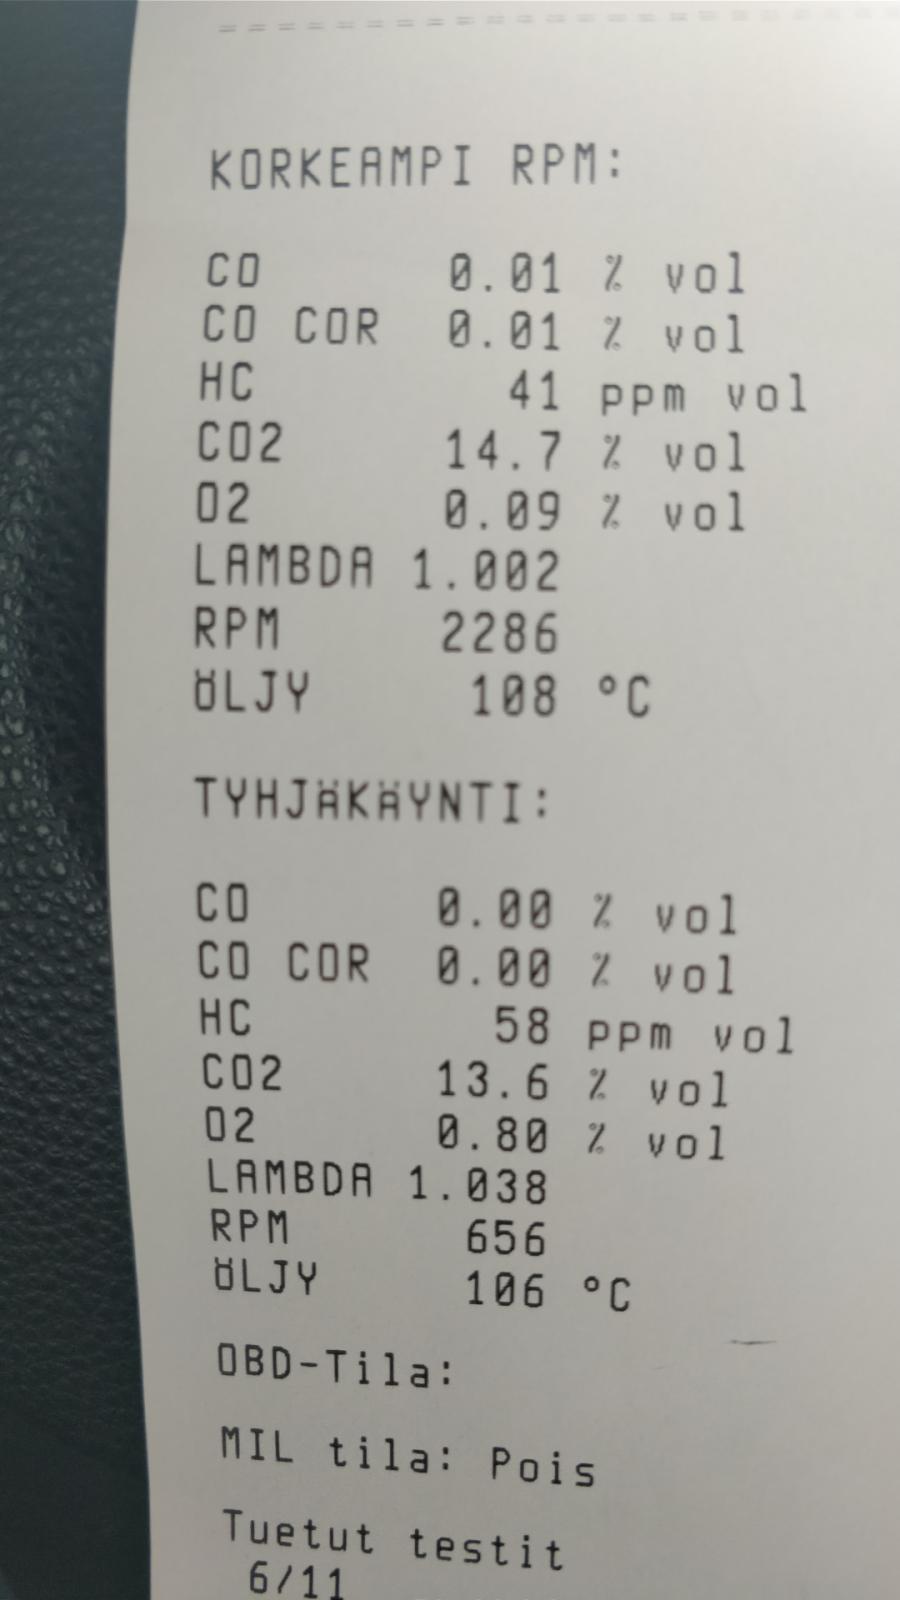 KORKEAMPI RPM:
CO 0.01 % vol
CO COR 0.01 % vol
HC 41 ppm vol
CO2 14.7 % vol
O2 0.09 % vol
LAMBDA 1.002
RPM 2286
ÖLJY 108 °C
TYHJÄKÄYNTI:
CO 0.00 % vol
CO COR 0.00 % vol
HC 58 ppm vol
CO2 13.6 % vol
O2 0.80 % vol
LAMBDA 1.038
RPM 656
ÖLJY 106 °C
OBD-Tila:
MIL tila: Pois
Tuetut testit
6/11